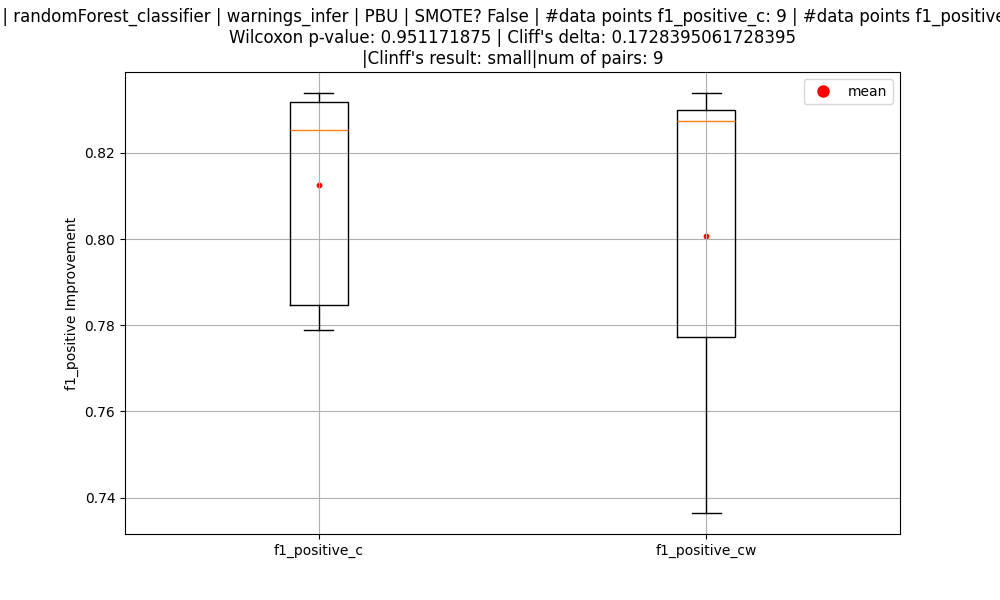 | randomForest_classifier | warnings_infer | PBU | SMOTE? False | #data points f1_positive_c: 9 | #data points f1_positive
Wilcoxon p-value: 0.951171875 | Cliff's delta: 0.1728395061728395
|Clinff's result: small|num of pairs: 9
mean
f1_positive Improvement
0.82
0.80
0.78
0.76
0.74
f1_positive_c
f1_positive_cw